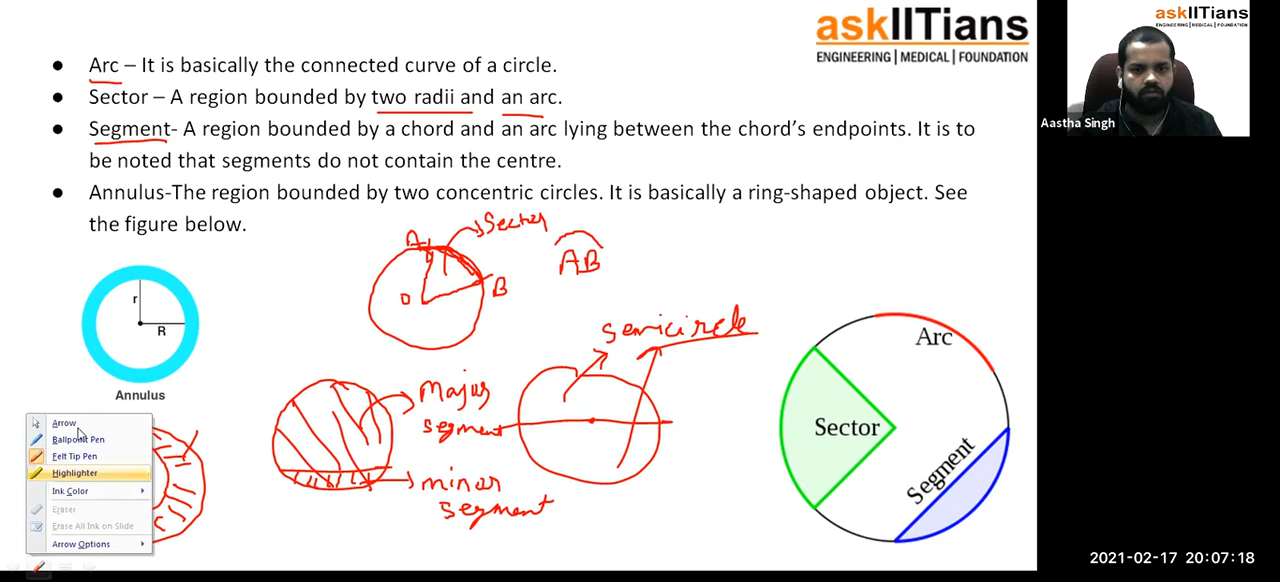 askIITians
ENGINEERING | MEDICAL | FOUNDATION
askIITians
ENGINEERING | MEDICAL | FOUNDATION
Aastha Singh
• Arc – It is basically the connected curve of a circle.
• Sector – A region bounded by two radii and an arc.
• Segment- A region bounded by a chord and an arc lying between the chord's endpoints. It is to
be noted that segments do not contain the centre.
• Annulus-The region bounded by two concentric circles. It is basically a ring-shaped object. See
the figure below.
Sector
A
B
O
AB
r
R
Annulus
Semicircle
Major
segment
minor
segment
Arc
Sector
Segment
Arrow
Ballpoint Pen
Felt Tip Pen
Highlighter
Ink Color
Eraser
Erase All Ink on Slide
Arrow Options
2021-02-17 20:07:18